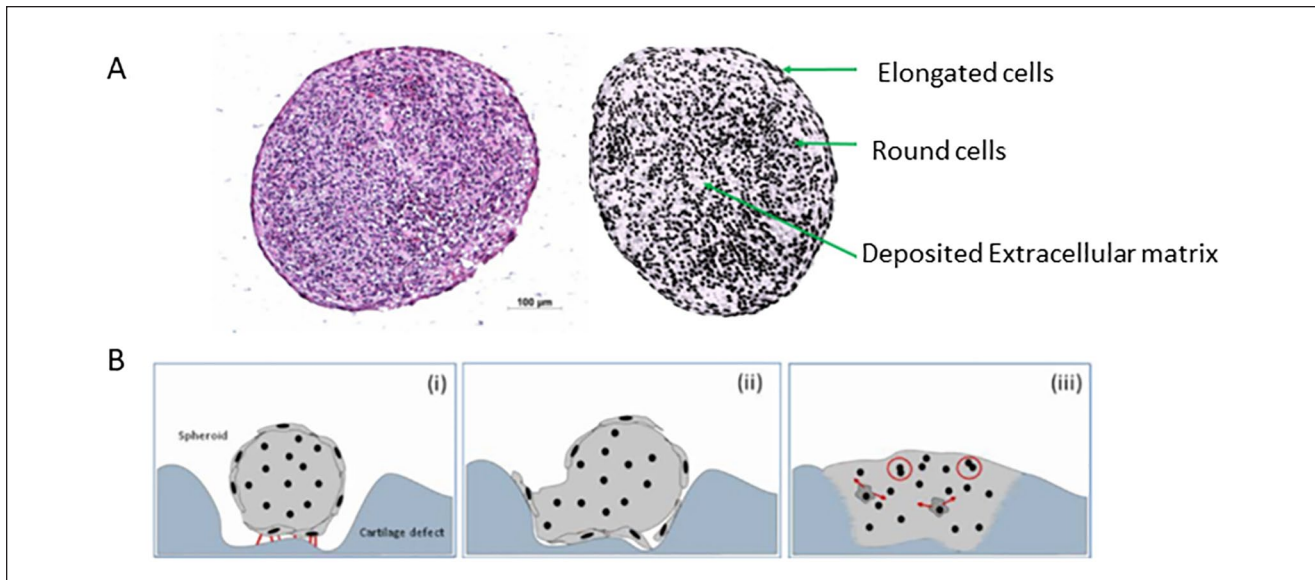 A
Elongated cells
Round cells
Deposited Extracellular matrix
100 µm
B
(i)
Spheroid
Cartilage defect
(ii)
(iii)